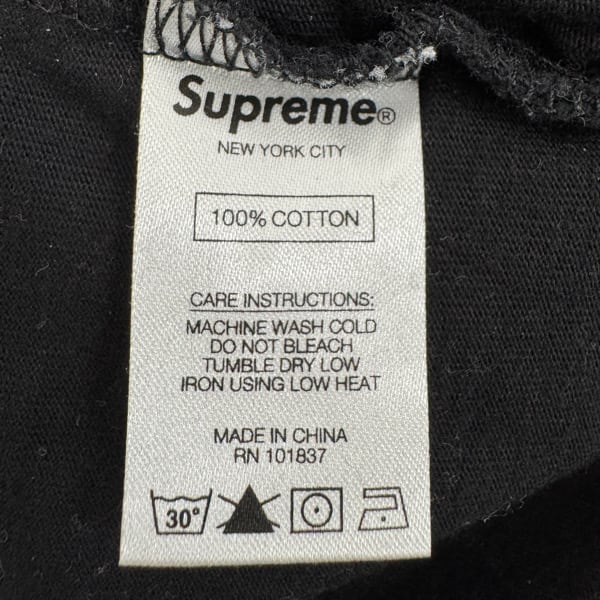 Supreme®
NEW YORK CITY
100% COTTON
CARE INSTRUCTIONS:
MACHINE WASH COLD
DO NOT BLEACH
TUMBLE DRY LOW
IRON USING LOW HEAT
MADE IN CHINA
RN 101837
30°